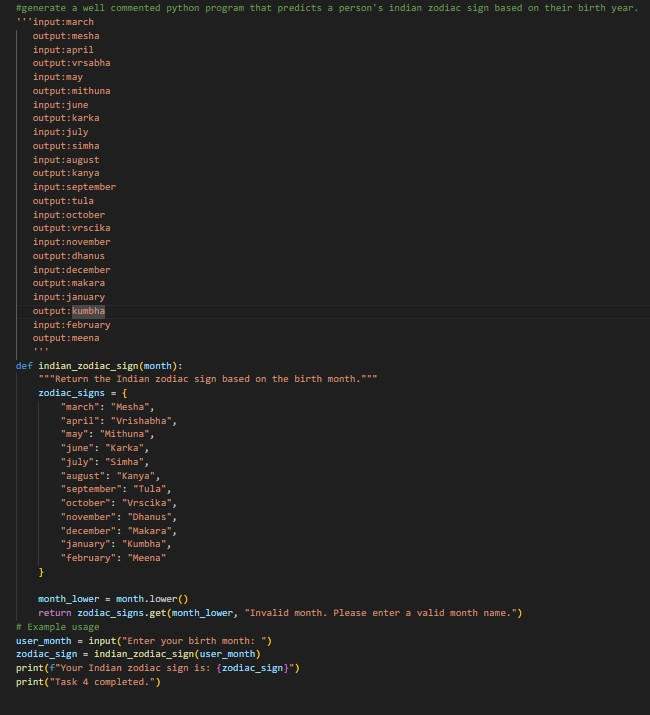 #generate a well commented python program that predicts a person's indian zodiac sign based on their birth year.
'''input:march
output:mesha
input:april
output:vrsabha
input:may
output:mithuna
input:june
output:karka
input:july
output:simha
input:august
output:kanya
input:september
output:tula
input:october
output:vrscika
input:november
output:dhanus
input:december
output:makara
input:january
output:kumbha
input:february
output:meena
'''
def indian_zodiac_sign(month):
"""Return the Indian zodiac sign based on the birth month."""
zodiac_signs = {
"march": "Mesha",
"april": "Vrishabha",
"may": "Mithuna",
"june": "Karka",
"july": "Simha",
"august": "Kanya",
"september": "Tula",
"october": "Vrscika",
"november": "Dhanus",
"december": "Makara",
"january": "Kumbha",
"february": "Meena"
}
month_lower = month.lower()
return zodiac_signs.get(month_lower, "Invalid month. Please enter a valid month name.")
# Example usage
user_month = input("Enter your birth month: ")
zodiac_sign = indian_zodiac_sign(user_month)
print(f"Your Indian zodiac sign is: {zodiac_sign}")
print("Task 4 completed.")